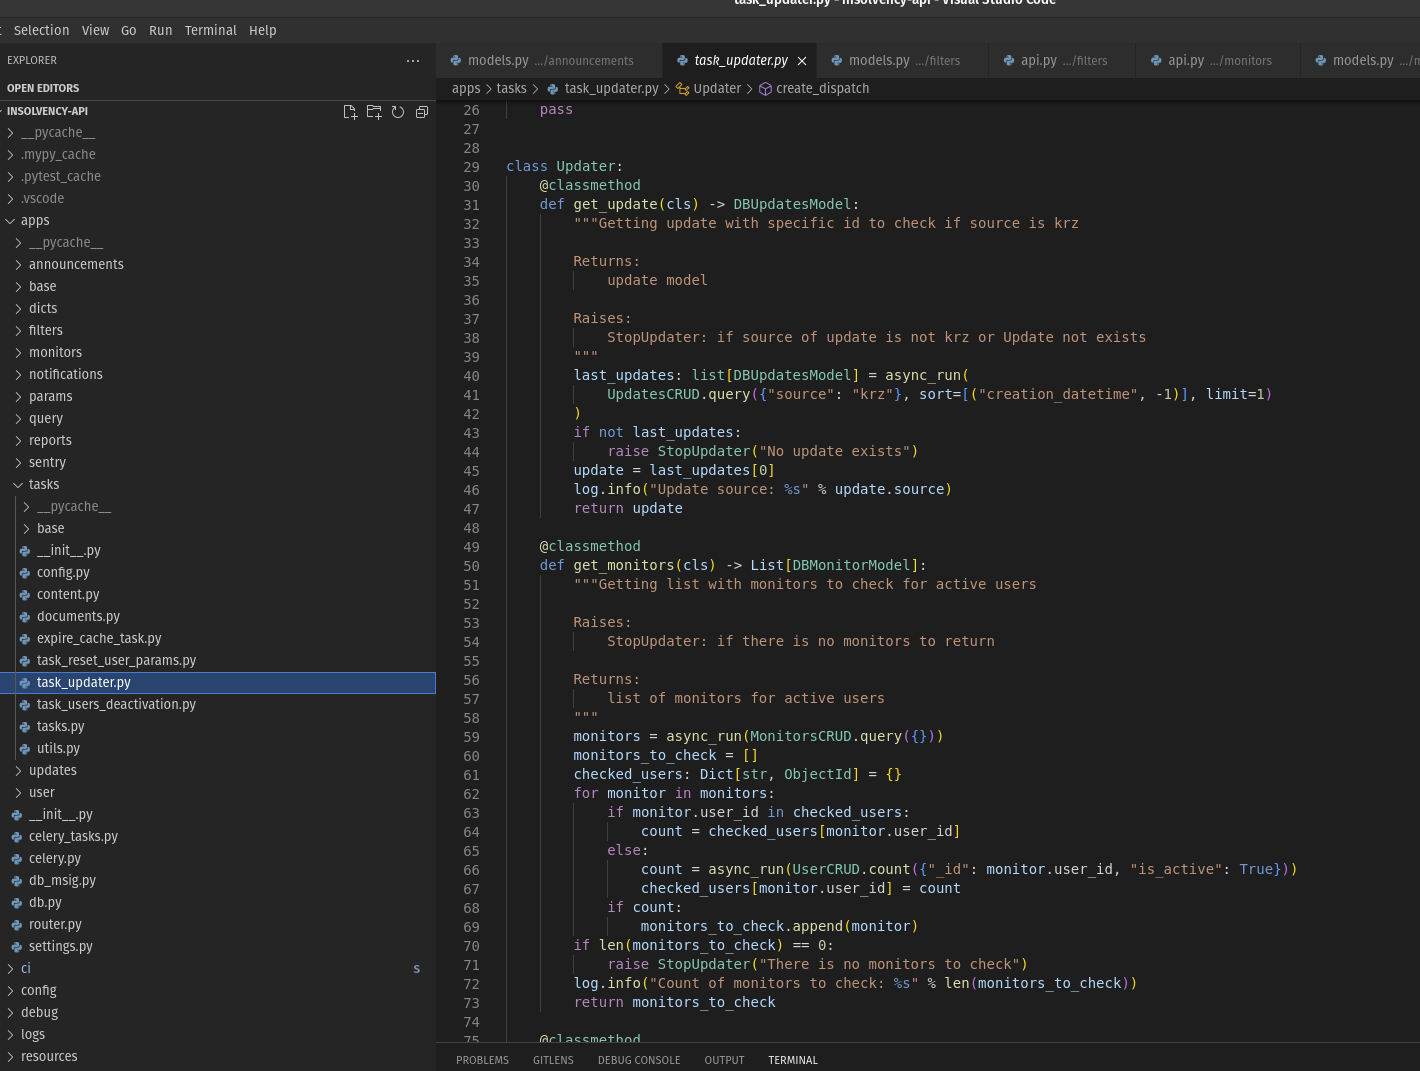 task_updater.py - insolvency-api - Visual Studio Code
Selection View Go Run Terminal Help
EXPLORER
OPEN EDITORS
INSOLVENCY-API
__pycache__
.mypy_cache
.pytest_cache
.vscode
apps
__pycache__
announcements
base
dicts
filters
monitors
notifications
params
query
reports
sentry
tasks
__pycache__
base
__init__.py
config.py
content.py
documents.py
expire_cache_task.py
task_reset_user_params.py
task_updater.py
task_users_deactivation.py
tasks.py
utils.py
updates
user
__init__.py
celery_tasks.py
celery.py
db_msig.py
db.py
router.py
settings.py
ci S
config
debug
logs
resources
models.py .../announcements task_updater.py models.py .../filters api.py .../filters api.py .../monitors models.py .../m
apps > tasks > task_updater.py > Updater > create_dispatch
26         pass
27
28
29 class Updater:
30     @classmethod
31     def get_update(cls) -> DBUpdatesModel:
32         """Getting update with specific id to check if source is krz
33
34         Returns:
35             update model
36
37         Raises:
38             StopUpdater: if source of update is not krz or Update not exists
39         """
40         last_updates: list[DBUpdatesModel] = async_run(
41             UpdatesCRUD.query({"source": "krz"}, sort=[("creation_datetime", -1)], limit=1)
42         )
43         if not last_updates:
44             raise StopUpdater("No update exists")
45         update = last_updates[0]
46         log.info("Update source: %s" % update.source)
47         return update
48
49     @classmethod
50     def get_monitors(cls) -> List[DBMonitorModel]:
51         """Getting list with monitors to check for active users
52
53         Raises:
54             StopUpdater: if there is no monitors to return
55
56         Returns:
57             list of monitors for active users
58         """
59         monitors = async_run(MonitorsCRUD.query({}))
60         monitors_to_check = []
61         checked_users: Dict[str, ObjectId] = {}
62         for monitor in monitors:
63             if monitor.user_id in checked_users:
64                 count = checked_users[monitor.user_id]
65             else:
66                 count = async_run(UserCRUD.count({"_id": monitor.user_id, "is_active": True}))
67                 checked_users[monitor.user_id] = count
68             if count:
69                 monitors_to_check.append(monitor)
70         if len(monitors_to_check) == 0:
71             raise StopUpdater("There is no monitors to check")
72         log.info("Count of monitors to check: %s" % len(monitors_to_check))
73         return monitors_to_check
74
75     @classmethod
PROBLEMS GITLENS DEBUG CONSOLE OUTPUT TERMINAL